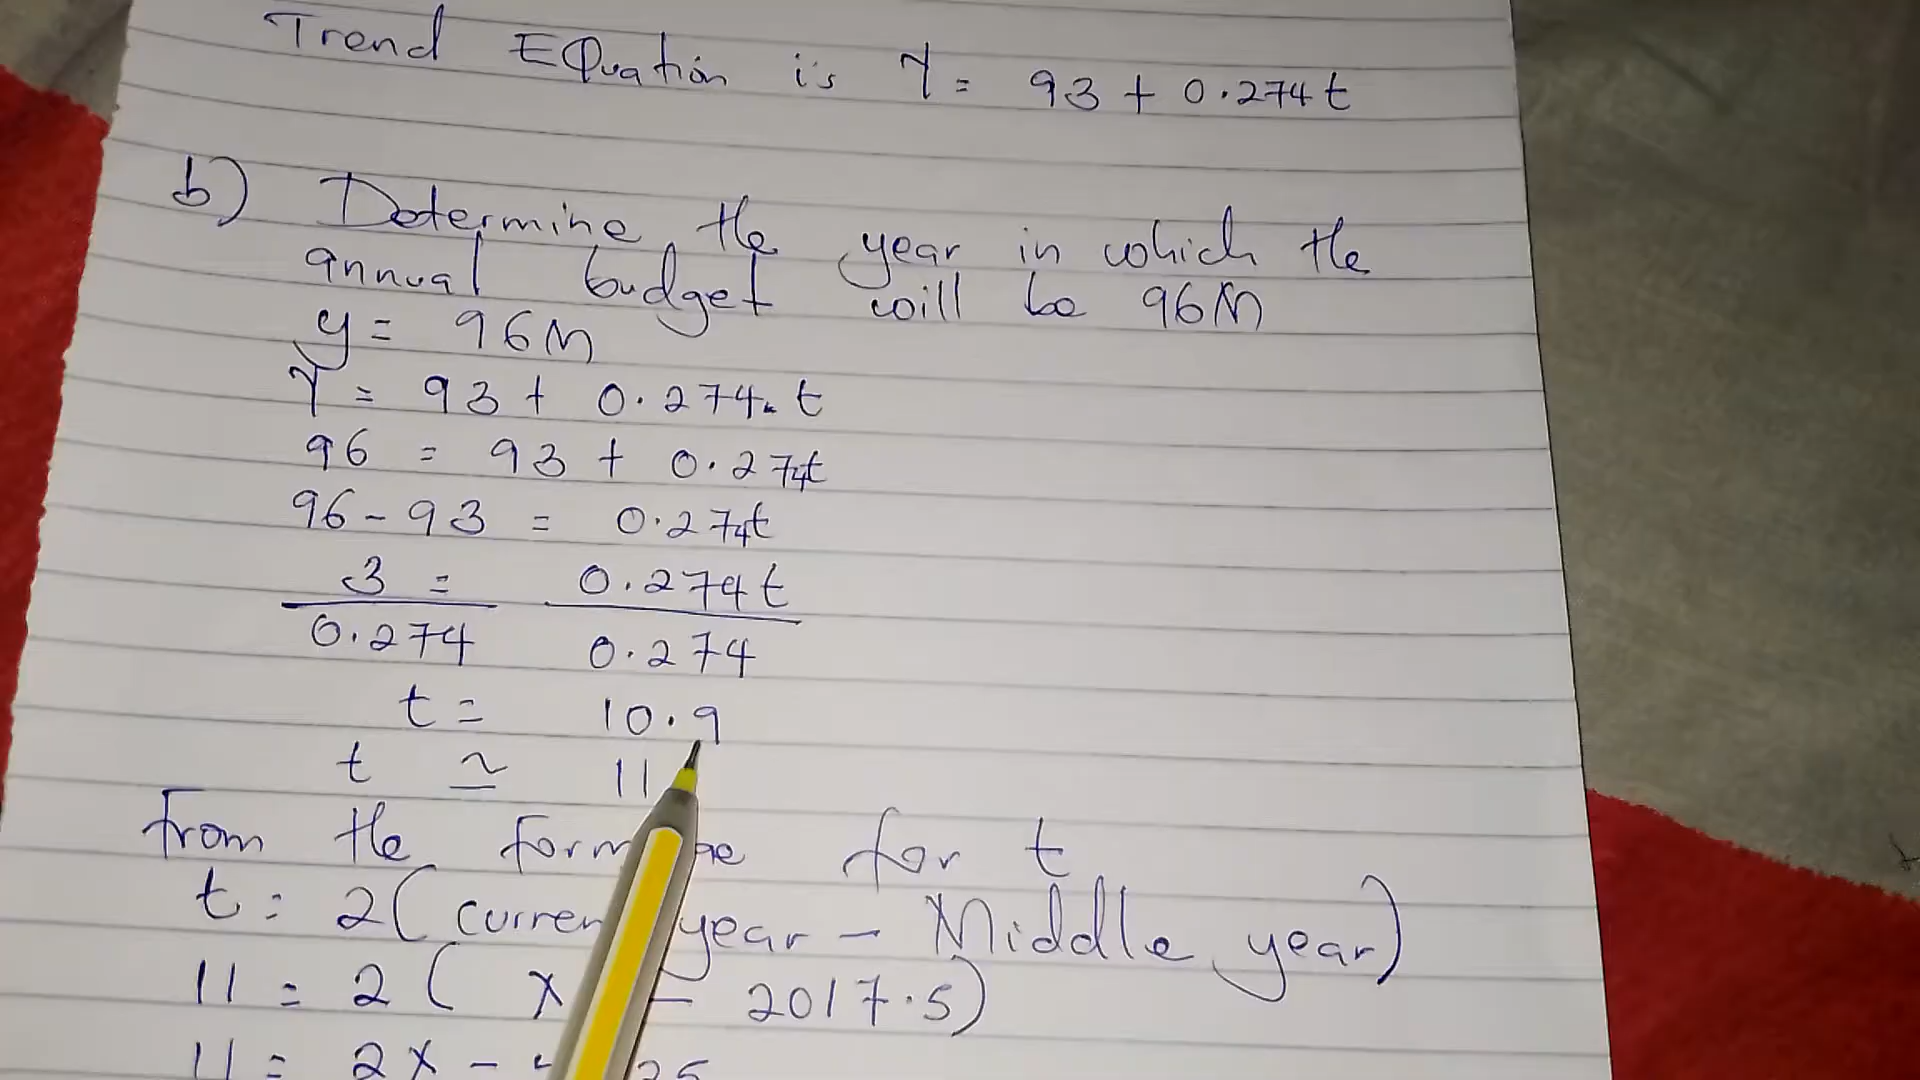 Trend EQuation is Y = 93 + 0.274t
b) Determine the year in which the
annual budget will be 96M
y = 96M
Y = 93 + 0.274. t
96 = 93 + 0.274t
96 - 93 = 0.274t
3 = 0.274t
0.274 0.274
t = 10.9
t ≃ 11
From the for t
t = 2( year - Middle year)
11 = 2( x - 2017.5)
11 = 2x -